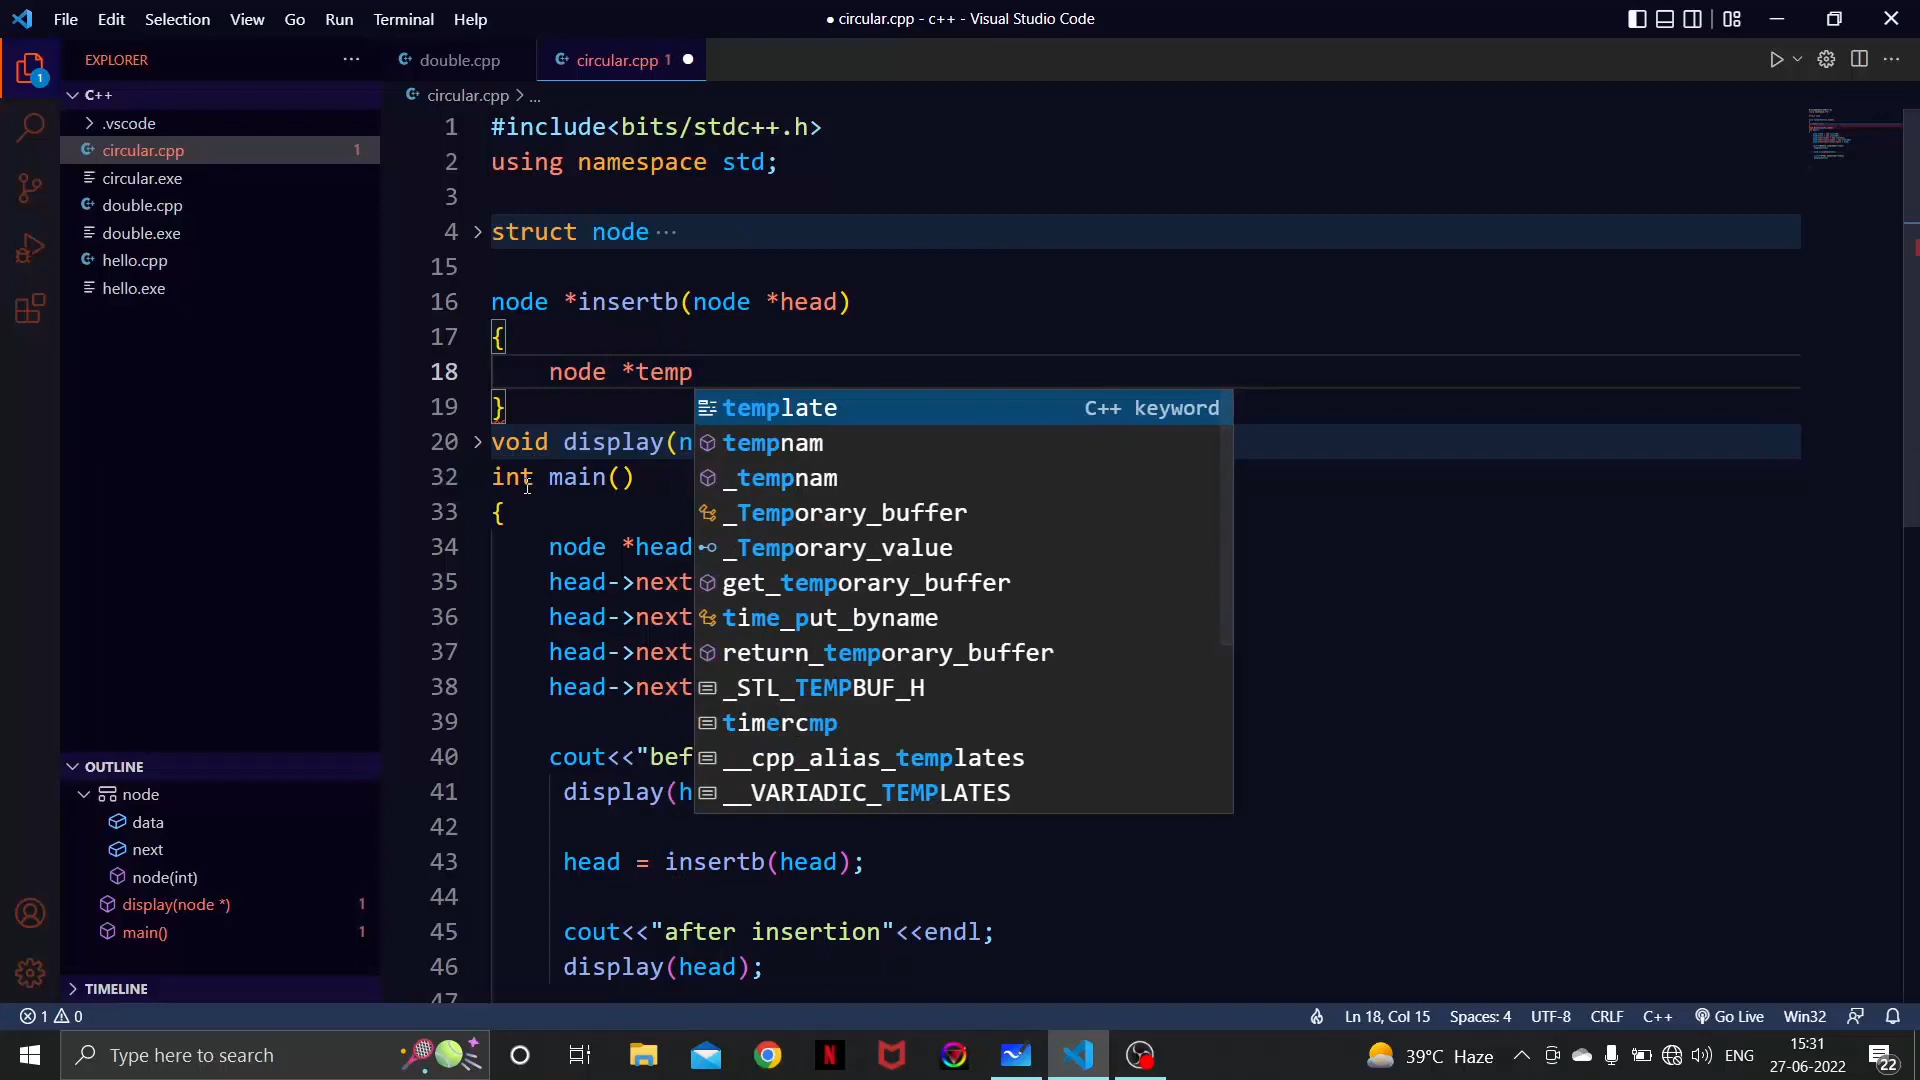 File Edit Selection View Go Run Terminal Help
● circular.cpp - c++ - Visual Studio Code
EXPLORER
double.cpp
circular.cpp 1
1
C++
circular.cpp > ...
.vscode
circular.cpp 1
circular.exe
double.cpp
double.exe
hello.cpp
hello.exe
1 #include<bits/stdc++.h>
2 using namespace std;
3
4 struct node ...
15
16 node *insertb(node *head)
17 {
18 node *temp
19 }
20 void display(n
32 int main()
33 {
34 node *head
35 head->next
36 head->next
37 head->next
38 head->next
39
40 cout<<"bef
41 display(h
42
43 head = insertb(head);
44
45 cout<<"after insertion"<<endl;
46 display(head);
47
template C++ keyword
tempnam
_tempnam
_Temporary_buffer
_Temporary_value
get_temporary_buffer
time_put_byname
return_temporary_buffer
_STL_TEMPBUF_H
timercmp
__cpp_alias_templates
__VARIADIC_TEMPLATES
OUTLINE
node
data
next
node(int)
display(node *) 1
main() 1
TIMELINE
1 0
Ln 18, Col 15 Spaces: 4 UTF-8 CRLF C++ Go Live Win32
Type here to search
39°C Haze
ENG
15:31
27-06-2022
22